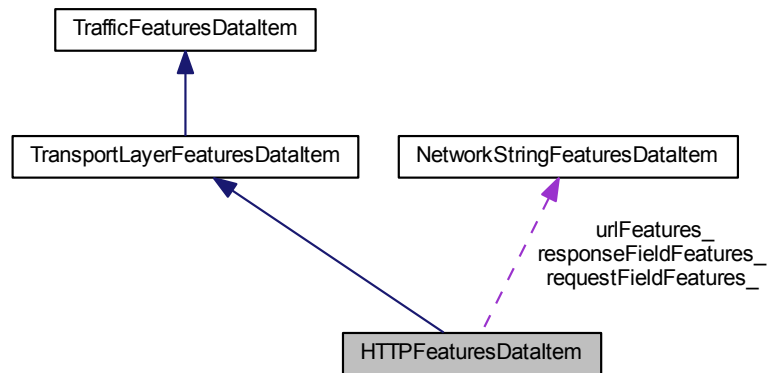 TrafficFeaturesDataItem
TransportLayerFeaturesDataItem
NetworkStringFeaturesDataItem
urlFeatures_
responseFieldFeatures_
requestFieldFeatures_
HTTPFeaturesDataItem